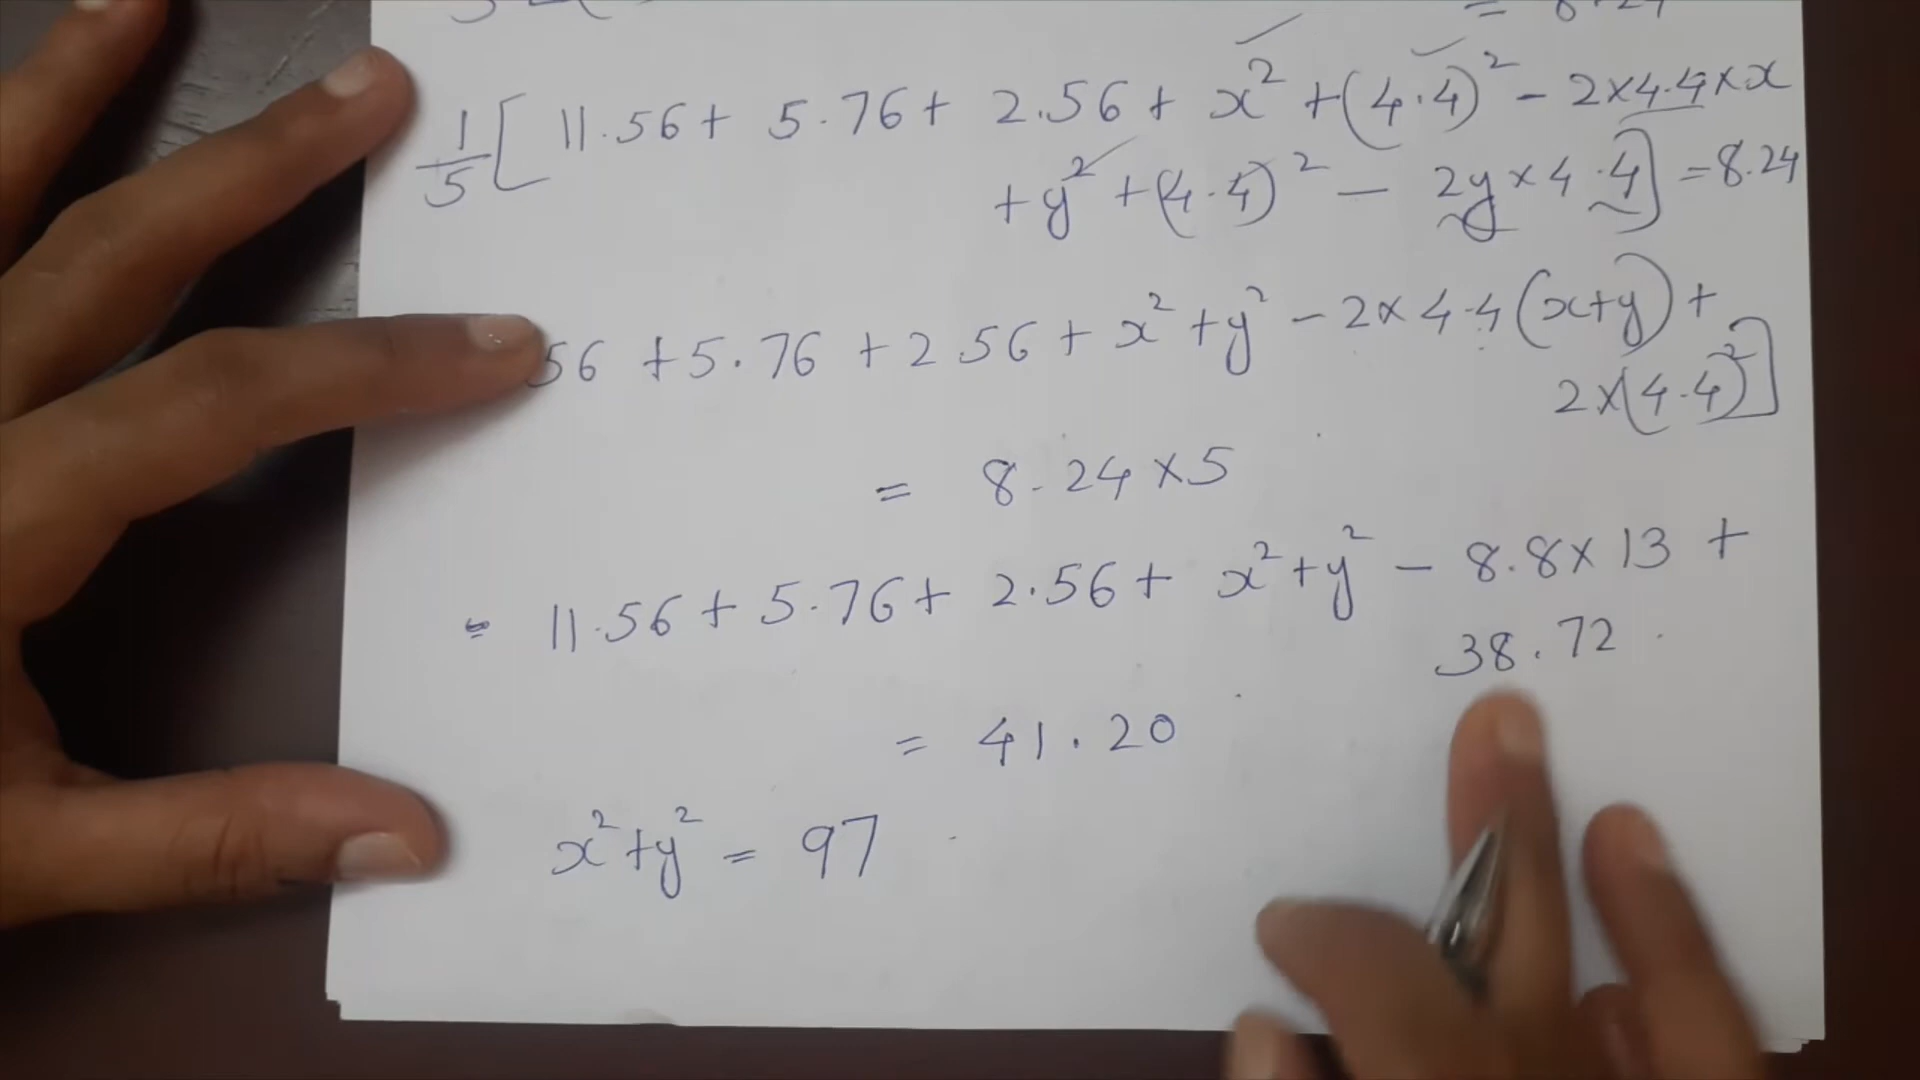 = 8.24
1/5 [ 11.56 + 5.76 + 2.56 + x² + (4.4)² - 2×4.4×x
+ y² + (4.4)² - 2y×4.4] = 8.24
56 + 5.76 + 2 56 + x² + y² - 2×4.4 (x+y) +
2×(4.4)²]
= 8.24×5
= 11.56 + 5.76 + 2.56 + x² + y² - 8.8×13 +
38.72
= 41.20
x² + y² = 97